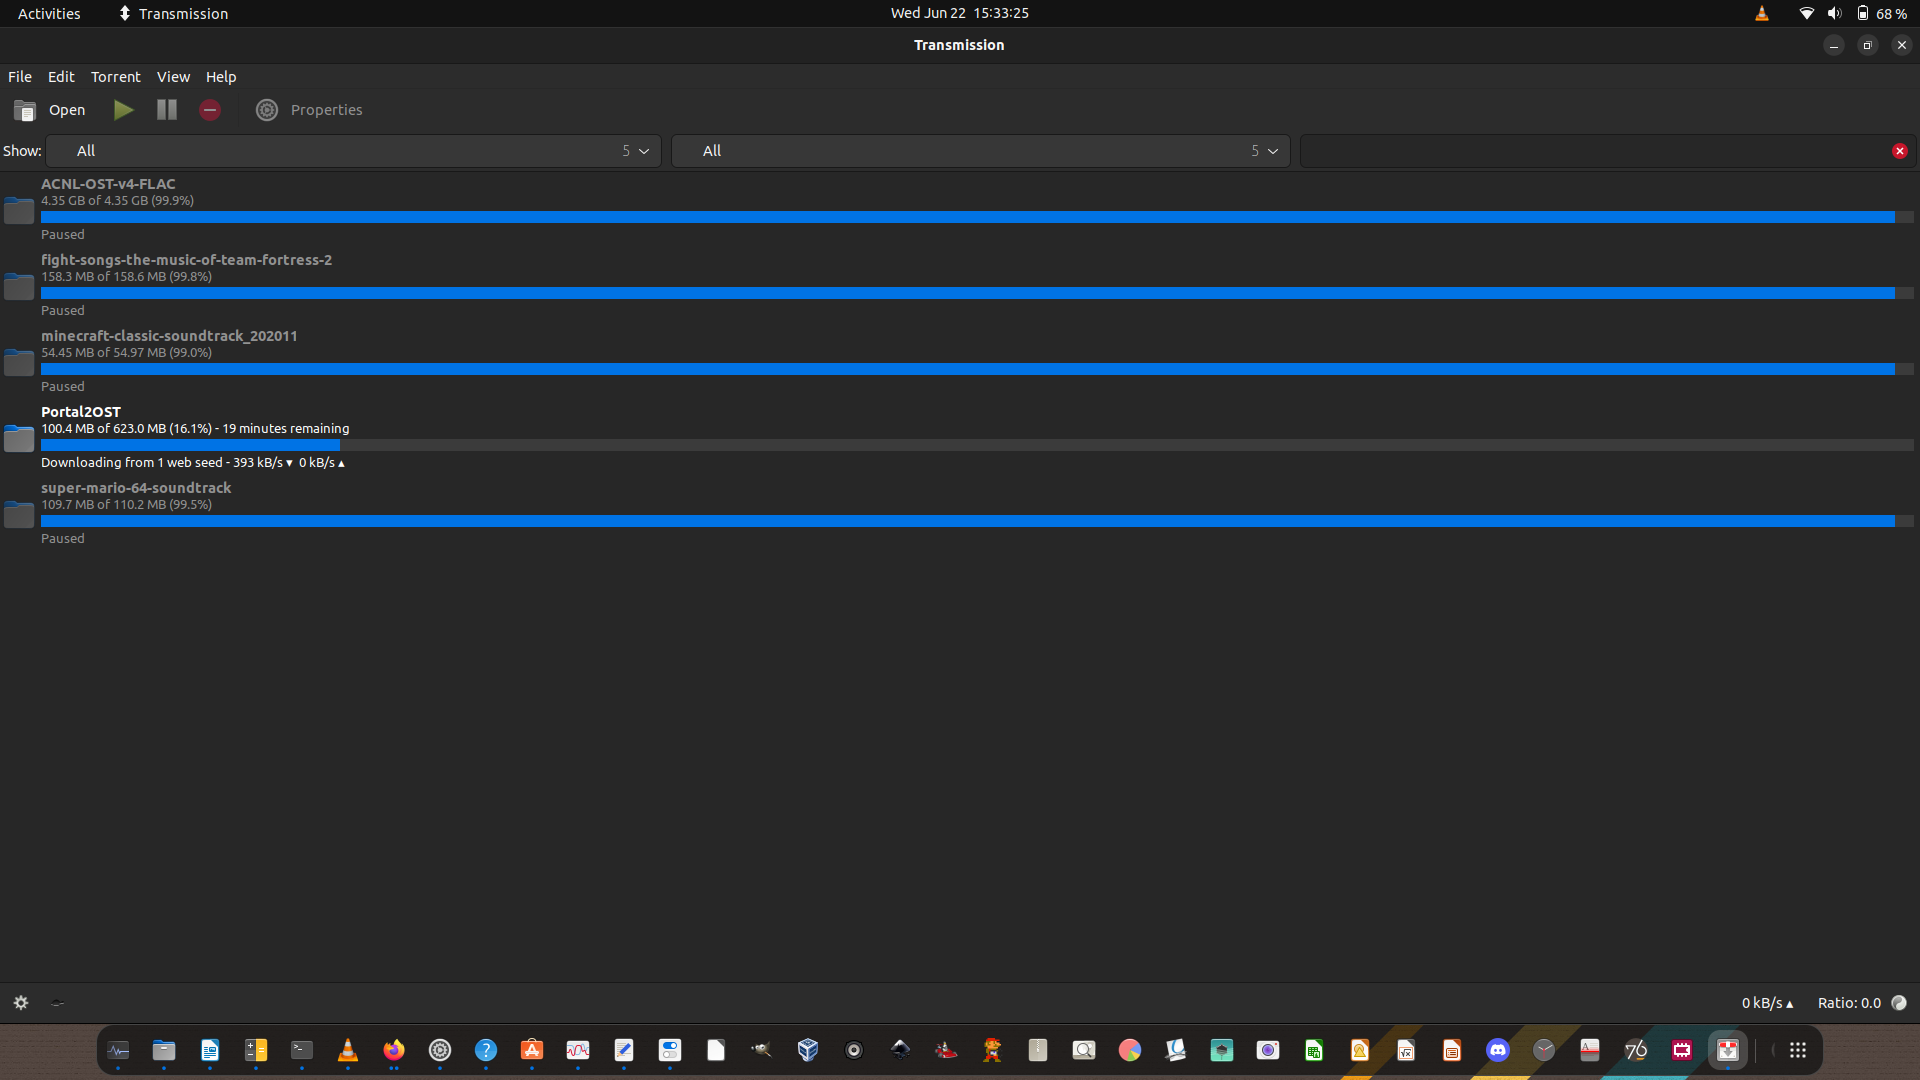 Activities Transmission Wed Jun 22 15:33:25 68 %
Transmission
File Edit Torrent View Help
Open Properties
Show: All 5 All 5
ACNL-OST-v4-FLAC
4.35 GB of 4.35 GB (99.9%)
Paused
fight-songs-the-music-of-team-fortress-2
158.3 MB of 158.6 MB (99.8%)
Paused
minecraft-classic-soundtrack_202011
54.45 MB of 54.97 MB (99.0%)
Paused
Portal2OST
100.4 MB of 623.0 MB (16.1%) - 19 minutes remaining
Downloading from 1 web seed - 393 kB/s ▾ 0 kB/s ▴
super-mario-64-soundtrack
109.7 MB of 110.2 MB (99.5%)
Paused
0 kB/s ▴ Ratio: 0.0
76